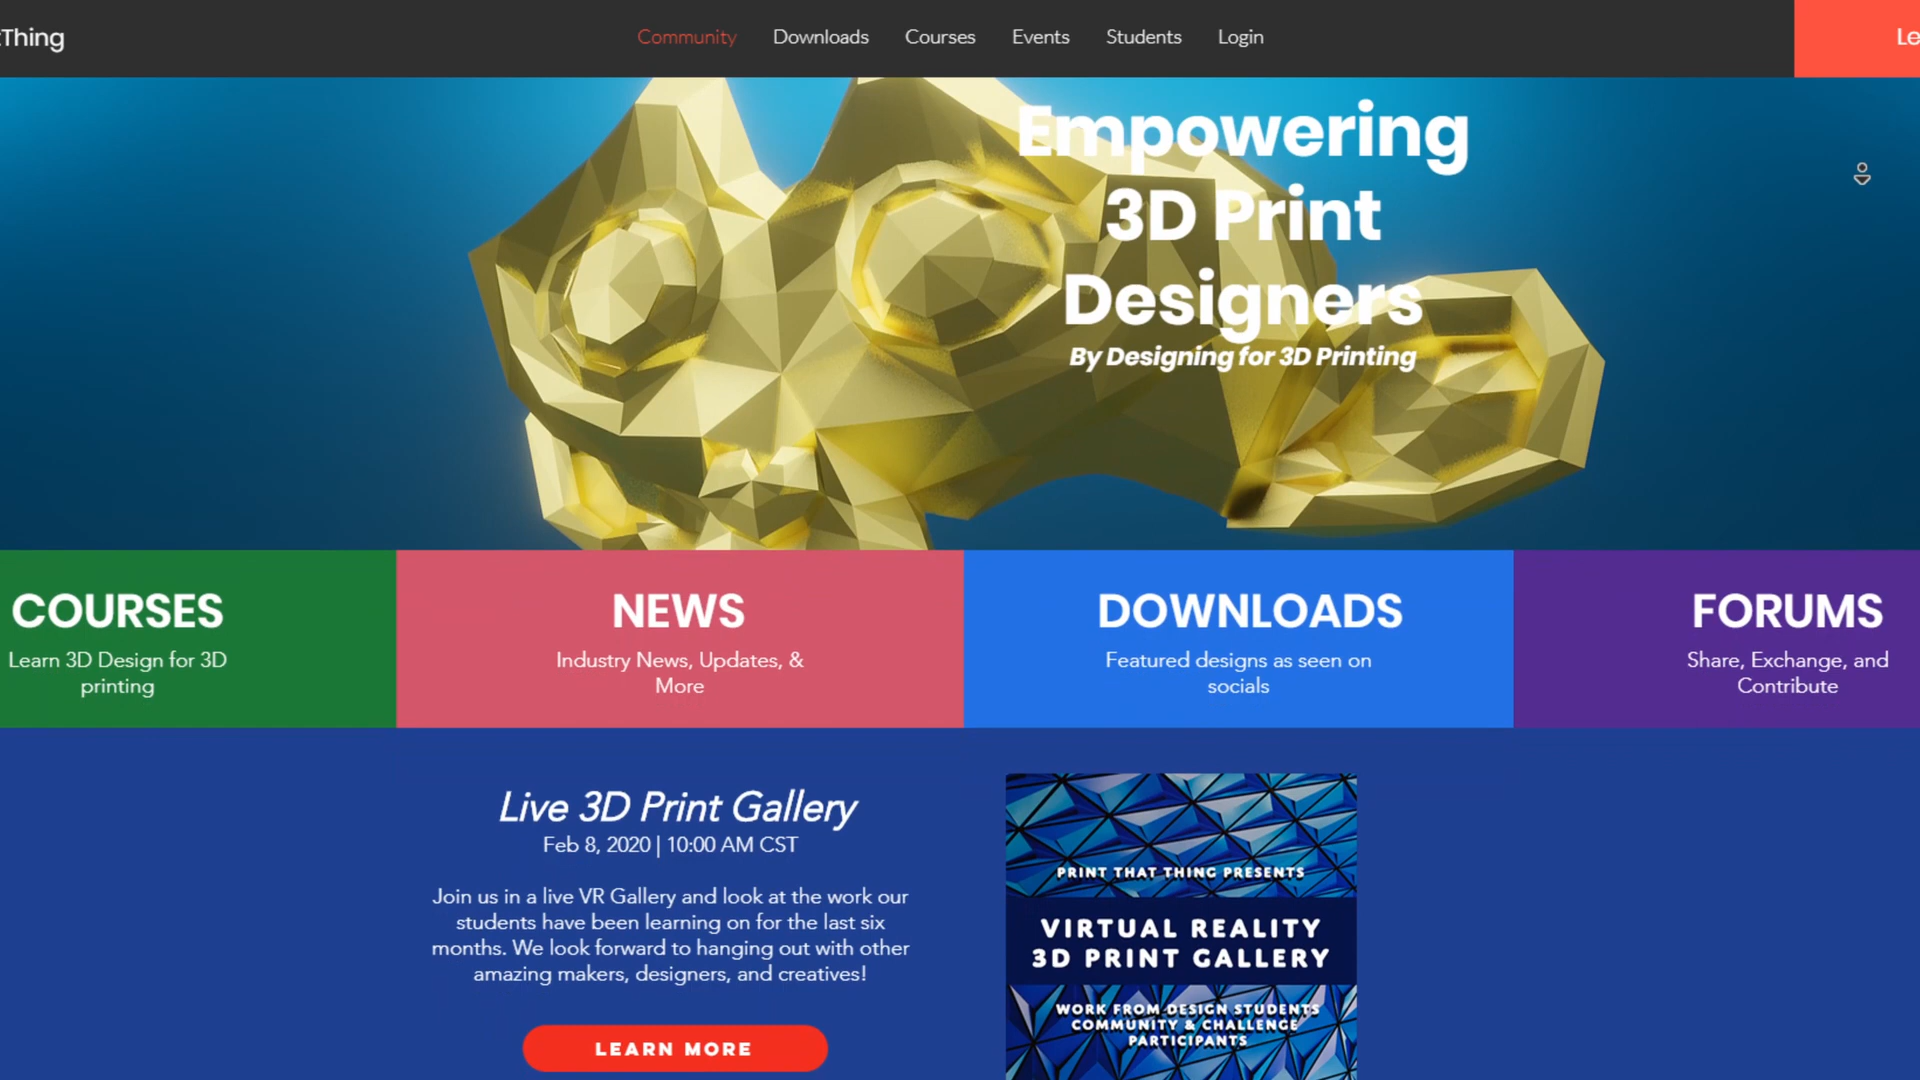 tThing
Community
Downloads
Courses
Events
Students
Login
Le
Empowering
3D Print
Designers
By Designing for 3D Printing
COURSES
Learn 3D Design for 3D
printing
NEWS
Industry News, Updates, &
More
DOWNLOADS
Featured designs as seen on
socials
FORUMS
Share, Exchange, and
Contribute
Live 3D Print Gallery
Feb 8, 2020 | 10:00 AM CST
Join us in a live VR Gallery and look at the work our
students have been learning on for the last six
months. We look forward to hanging out with other
amazing makers, designers, and creatives!
LEARN MORE
PRINT THAT THING PRESENTS
VIRTUAL REALITY
3D PRINT GALLERY
WORK FROM DESIGN STUDENTS
COMMUNITY & CHALLENGE
PARTICIPANTS